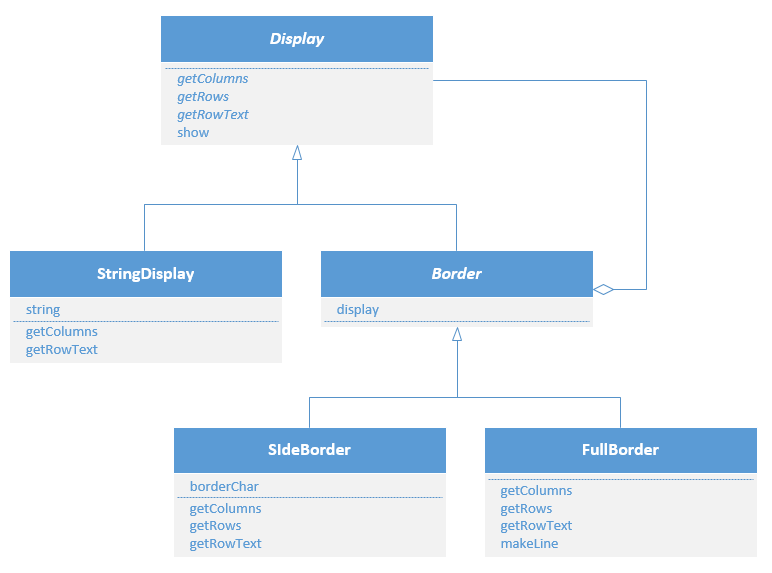 Display
getColumns
getRows
getRowText
show
StringDisplay
string
getColumns
getRowText
Border
display
SIdeBorder
borderChar
getColumns
getRows
getRowText
FullBorder
getColumns
getRows
getRowText
makeLine